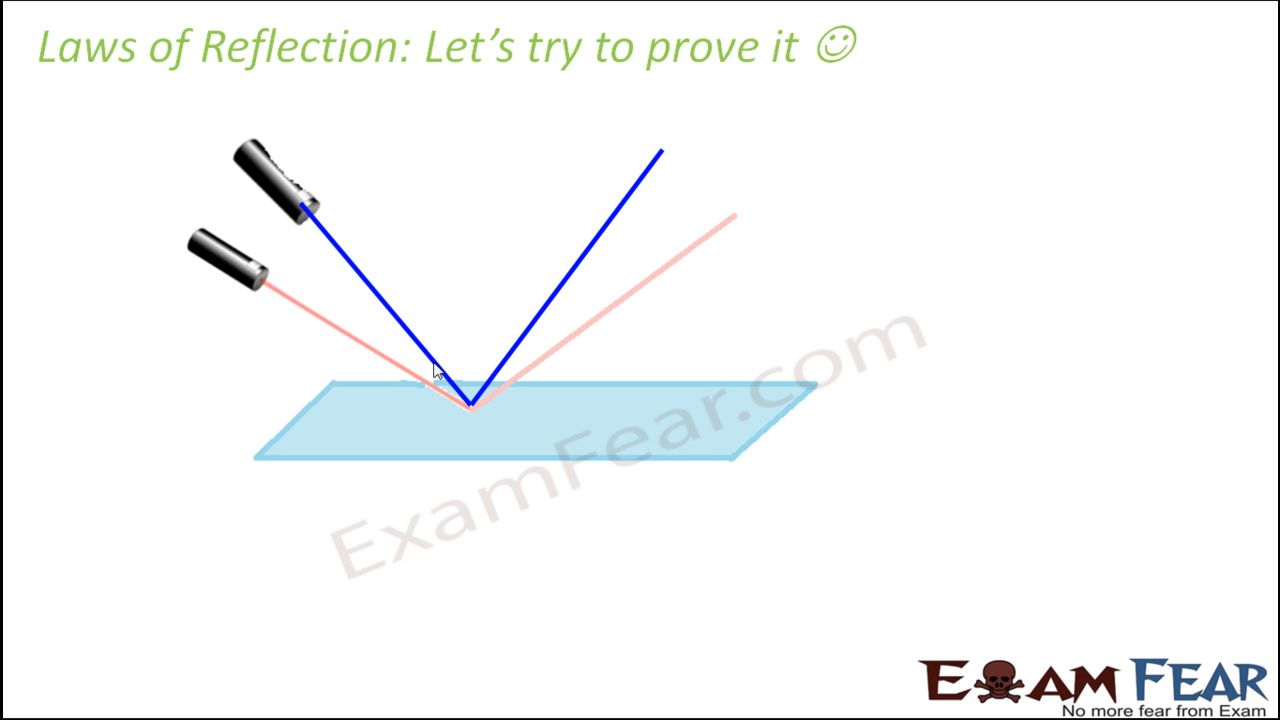 Laws of Reflection: Let's try to prove it ☺
ExamFear.com
EXAM FEAR
No more fear from Exam